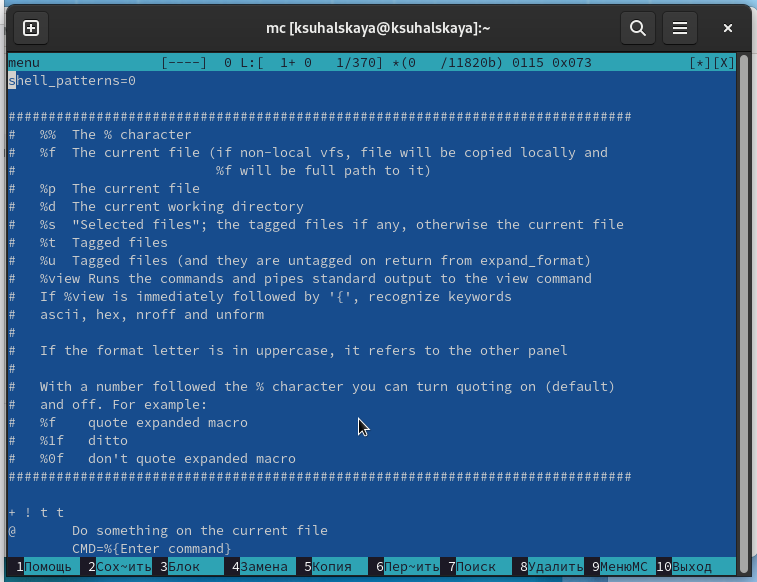 mc [ksuhalskaya@ksuhalskaya]:~
menu [----] 0 L:[ 1+ 0 1/370] *(0 /11820b) 0115 0x073 [*][X]
shell_patterns=0
##############################################################################
# %% The % character
# %f The current file (if non-local vfs, file will be copied locally and
# %f will be full path to it)
# %p The current file
# %d The current working directory
# %s "Selected files"; the tagged files if any, otherwise the current file
# %t Tagged files
# %u Tagged files (and they are untagged on return from expand_format)
# %view Runs the commands and pipes standard output to the view command
# If %view is immediately followed by '{', recognize keywords
# ascii, hex, nroff and unform
#
# If the format letter is in uppercase, it refers to the other panel
#
# With a number followed the % character you can turn quoting on (default)
# and off. For example:
# %f quote expanded macro
# %1f ditto
# %0f don't quote expanded macro
##############################################################################
+ ! t t
@ Do something on the current file
CMD=%{Enter command}
1Помощь 2Сох~ить 3Блок 4Замена 5Копия 6Пер~ить 7Поиск 8Удалить 9МенюMC 10Выход